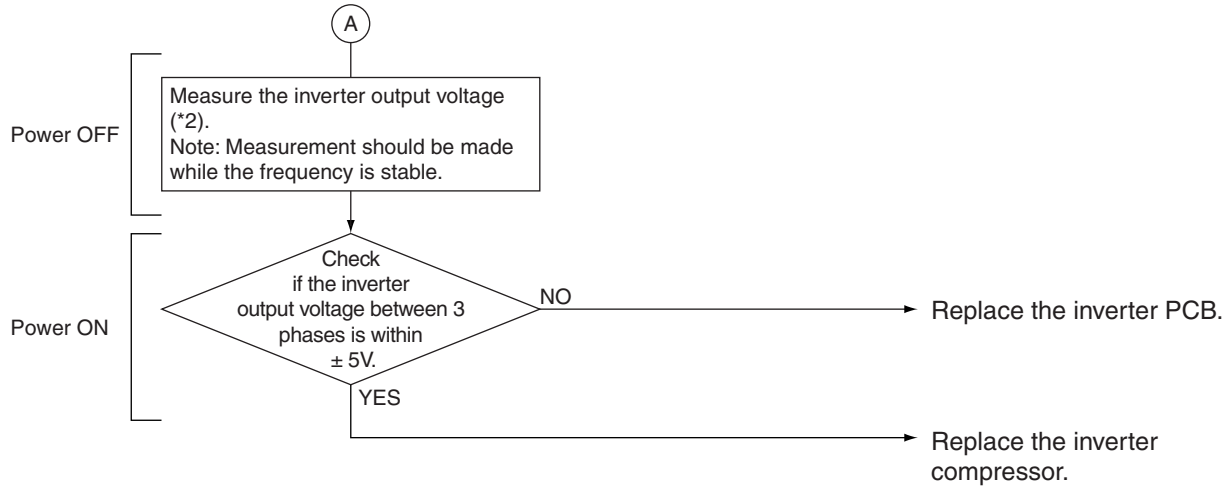 A
Power OFF
Measure the inverter output voltage
(*2).
Note: Measurement should be made
while the frequency is stable.
Power ON
Check
if the inverter
output voltage between 3
phases is within
± 5V.
NO
Replace the inverter PCB.
YES
Replace the inverter
compressor.